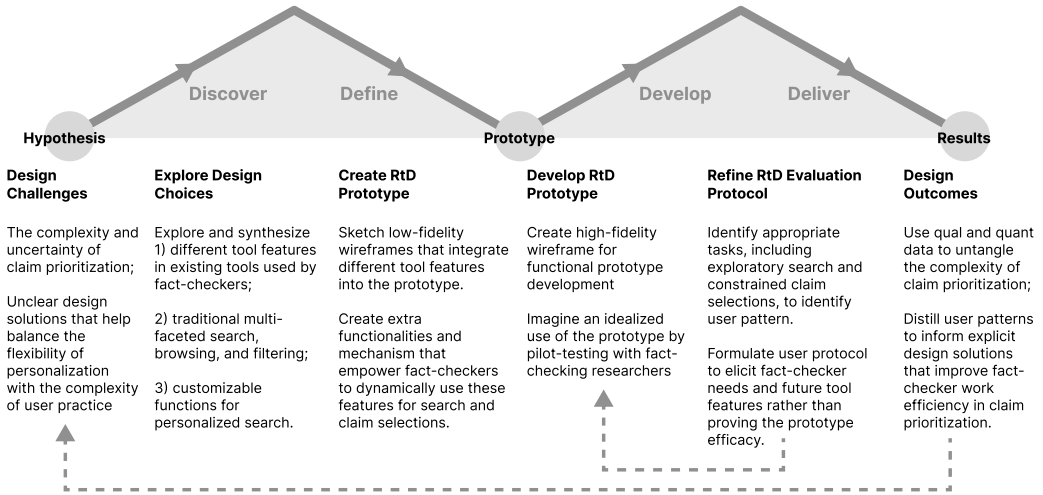 Discover
Define
Develop
Deliver
Hypothesis
Prototype
Results
Design
Challenges
The complexity and
uncertainty of
claim prioritization;
Unclear design
solutions that help
balance the
flexibility of
personalization
with the complexity
of user practice
Explore Design
Choices
Explore and synthesize
1) different tool features
in existing tools used by
fact-checkers;
2) traditional multi-
faceted search,
browsing, and filtering;
3) customizable
functions for
personalized search.
Create RtD
Prototype
Sketch low-fidelity
wireframes that integrate
different tool features
into the prototype.
Create extra
functionalities and
mechanism that
empower fact-checkers
to dynamically use these
features for search and
claim selections.
Develop RtD
Prototype
Create high-fidelity
wireframe for
functional prototype
development
Imagine an idealized
use of the prototype by
pilot-testing with fact-
checking researchers
Refine RtD Evaluation
Protocol
Identify appropriate
tasks, including
exploratory search and
constrained claim
selections, to identify
user pattern.
Formulate user protocol
to elicit fact-checker
needs and future tool
features rather than
proving the prototype
efficacy.
Design
Outcomes
Use qual and quant
data to untangle
the complexity of
claim prioritization;
Distill user patterns
to inform explicit
design solutions
that improve fact-
checker work
efficiency in claim
prioritization.